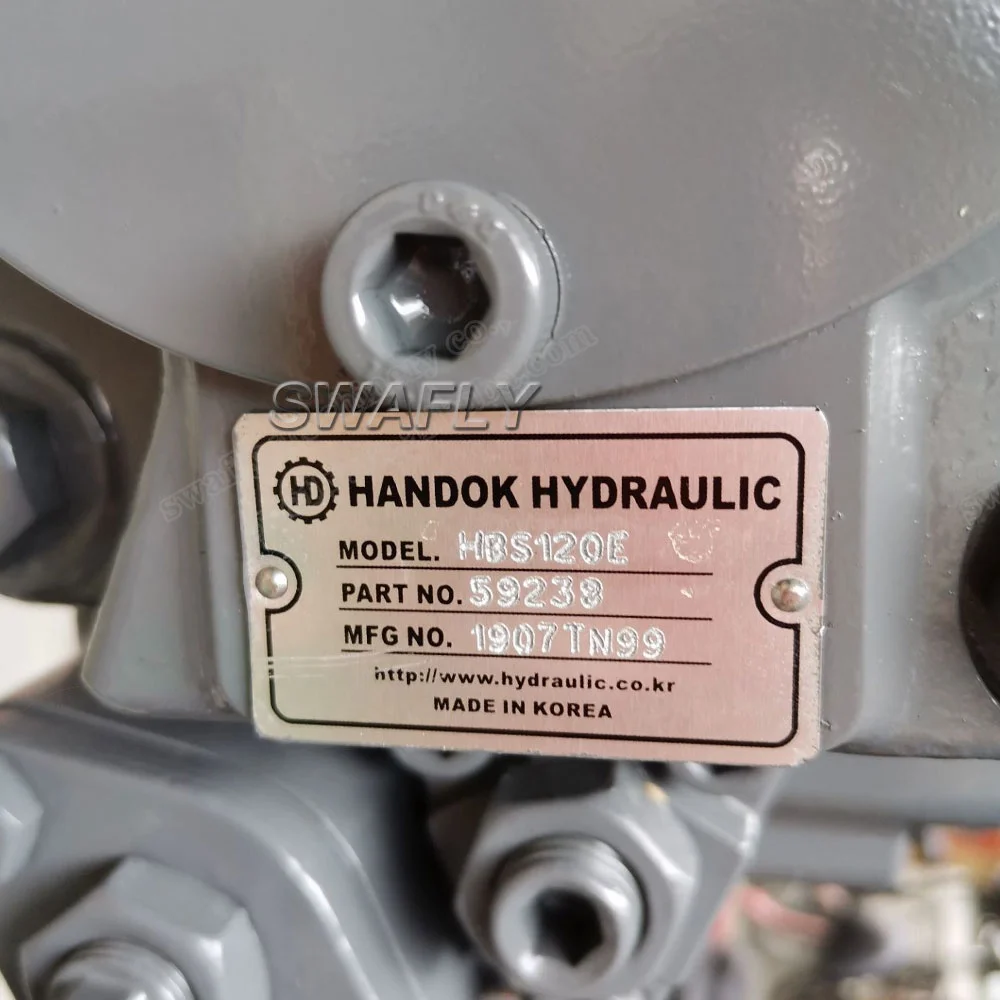 SWAFLY
HD HANDOK HYDRAULIC
MODEL. HBS120E
PART NO. 59238
MFG NO. 1907TN99
http://www.hydraulic.co.kr
MADE IN KOREA